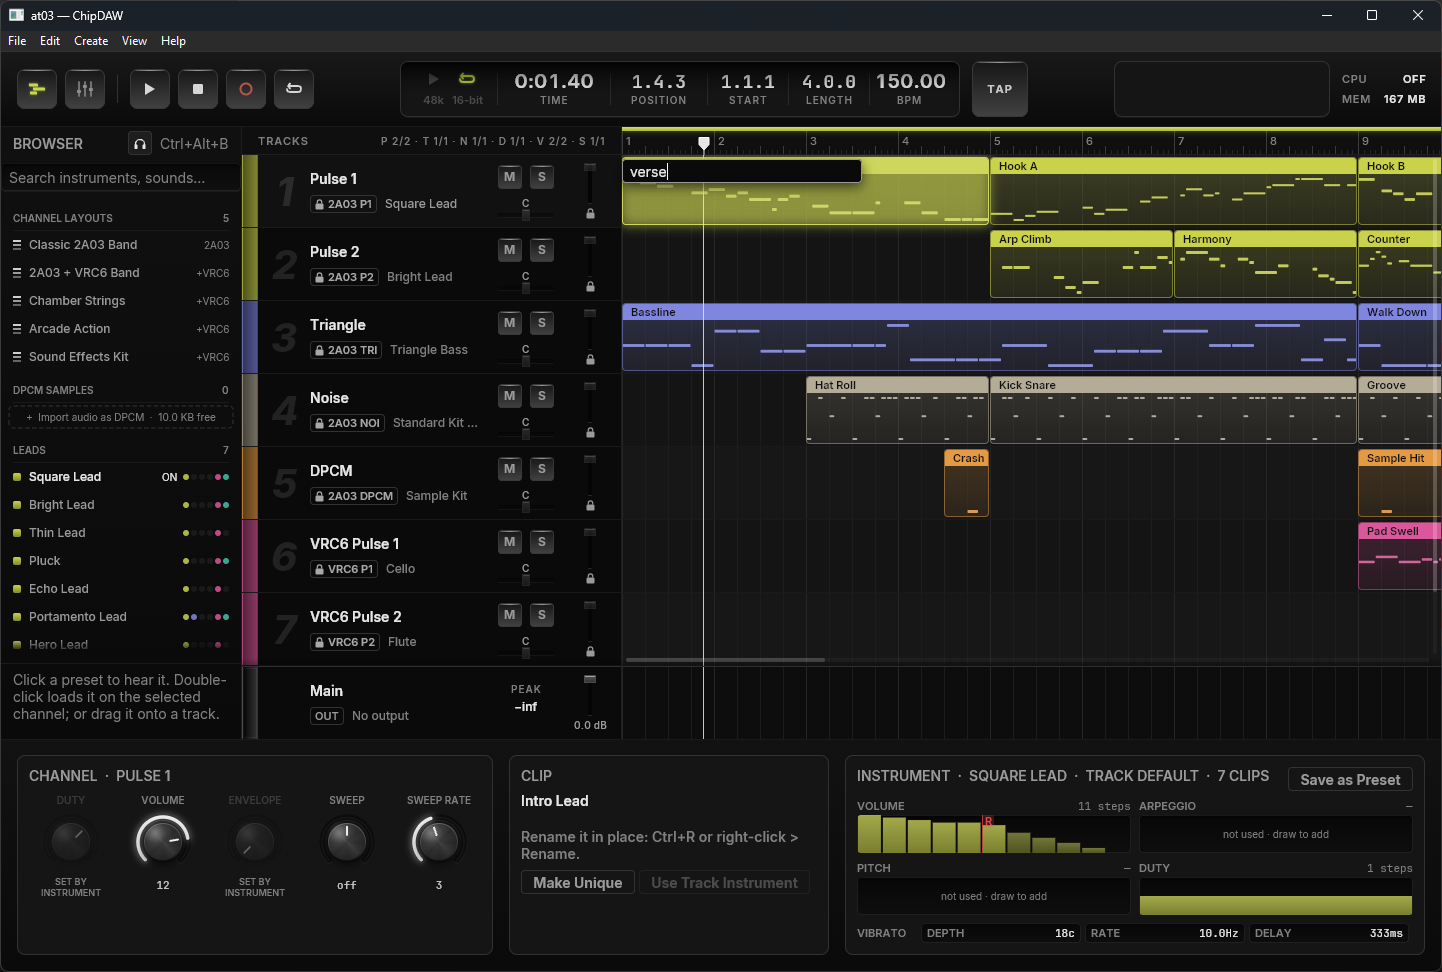 at03 — ChipDAW
File Edit Create View Help
48k 16-bit
0:01.40
TIME
1.4.3
POSITION
1.1.1
START
4.0.0
LENGTH
150.00
BPM
TAP
CPU OFF
MEM 167 MB
BROWSER Ctrl+Alt+B
Search instruments, sounds...
CHANNEL LAYOUTS 5
Classic 2A03 Band 2A03
2A03 + VRC6 Band +VRC6
Chamber Strings +VRC6
Arcade Action +VRC6
Sound Effects Kit +VRC6
DPCM SAMPLES 0
+ Import audio as DPCM · 10.0 KB free
LEADS 7
Square Lead ON
Bright Lead
Thin Lead
Pluck
Echo Lead
Portamento Lead
Hero Lead
Click a preset to hear it. Double-
click loads it on the selected
channel; or drag it onto a track.
TRACKS P 2/2 · T 1/1 · N 1/1 · D 1/1 · V 2/2 · S 1/1
1 Pulse 1 M S
2A03 P1 Square Lead C
2 Pulse 2 M S
2A03 P2 Bright Lead C
3 Triangle M S
2A03 TRI Triangle Bass C
4 Noise M S
2A03 NOI Standard Kit ... C
5 DPCM M S
2A03 DPCM Sample Kit C
6 VRC6 Pulse 1 M S
VRC6 P1 Cello C
7 VRC6 Pulse 2 M S
VRC6 P2 Flute C
Main PEAK
OUT No output –inf
0.0 dB
1 2 3 4 5 6 7 8 9
verse Hook A Hook B
Arp Climb Harmony Counter
Bassline Walk Down
Hat Roll Kick Snare Groove
Crash Sample Hit
Pad Swell
CHANNEL · PULSE 1
DUTY VOLUME ENVELOPE SWEEP SWEEP RATE
SET BY INSTRUMENT 12 SET BY INSTRUMENT off 3
CLIP
Intro Lead
Rename it in place: Ctrl+R or right-click >
Rename.
Make Unique Use Track Instrument
INSTRUMENT · SQUARE LEAD · TRACK DEFAULT · 7 CLIPS Save as Preset
VOLUME 11 steps ARPEGGIO –
R
not used · draw to add
PITCH – DUTY 1 steps
not used · draw to add
VIBRATO DEPTH 18c RATE 10.0Hz DELAY 333ms